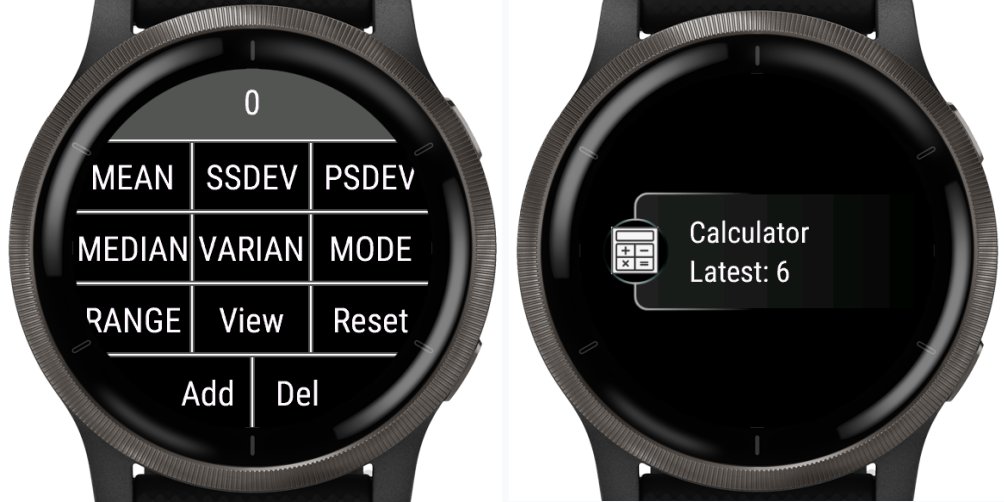 0
MEAN SSDEV PSDEV
MEDIAN VARIAN MODE
RANGE View Reset
Add Del
Calculator
Latest: 6